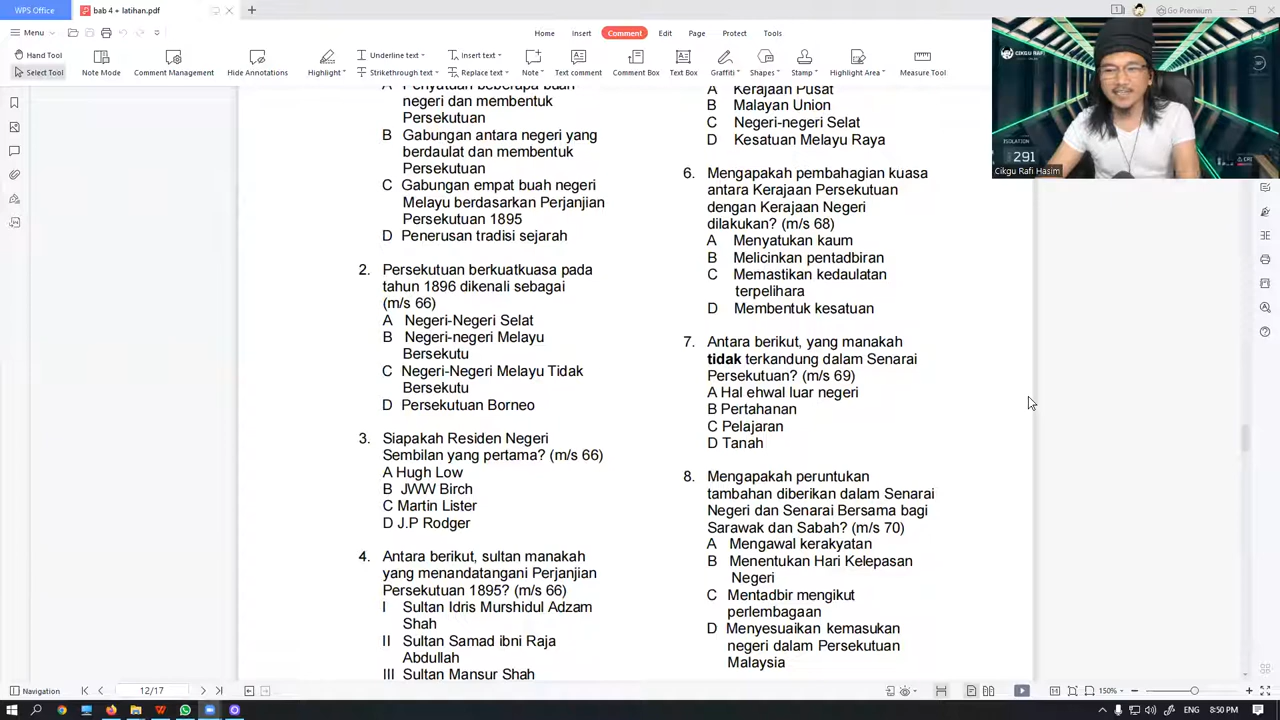 WPS Office
bab 4 + latihan.pdf
Go Premium
Menu
Home
Insert
Comment
Edit
Page
Protect
Tools
Hand Tool
Select Tool
Note Mode
Comment Management
Hide Annotations
Highlight
Underline text
Strikethrough text
Insert text
Replace text
Note
Text comment
Comment Box
Text Box
Graffiti
Shapes
Stamp
Highlight Area
Measure Tool
CIKGU RAFI
ISOLATION
291
Cikgu Rafi Hasim
A Penyatuan beberapa buah
negeri dan membentuk
Persekutuan
B Gabungan antara negeri yang
berdaulat dan membentuk
Persekutuan
C Gabungan empat buah negeri
Melayu berdasarkan Perjanjian
Persekutuan 1895
D Penerusan tradisi sejarah
2. Persekutuan berkuatkuasa pada
tahun 1896 dikenali sebagai
(m/s 66)
A Negeri-Negeri Selat
B Negeri-negeri Melayu
Bersekutu
C Negeri-Negeri Melayu Tidak
Bersekutu
D Persekutuan Borneo
3. Siapakah Residen Negeri
Sembilan yang pertama? (m/s 66)
A Hugh Low
B JWW Birch
C Martin Lister
D J.P Rodger
4. Antara berikut, sultan manakah
yang menandatangani Perjanjian
Persekutuan 1895? (m/s 66)
I Sultan Idris Murshidul Adzam
Shah
II Sultan Samad ibni Raja
Abdullah
III Sultan Mansur Shah
A Kerajaan Pusat
B Malayan Union
C Negeri-negeri Selat
D Kesatuan Melayu Raya
6. Mengapakah pembahagian kuasa
antara Kerajaan Persekutuan
dengan Kerajaan Negeri
dilakukan? (m/s 68)
A Menyatukan kaum
B Melicinkan pentadbiran
C Memastikan kedaulatan
terpelihara
D Membentuk kesatuan
7. Antara berikut, yang manakah
tidak terkandung dalam Senarai
Persekutuan? (m/s 69)
A Hal ehwal luar negeri
B Pertahanan
C Pelajaran
D Tanah
8. Mengapakah peruntukan
tambahan diberikan dalam Senarai
Negeri dan Senarai Bersama bagi
Sarawak dan Sabah? (m/s 70)
A Mengawal kerakyatan
B Menentukan Hari Kelepasan
Negeri
C Mentadbir mengikut
perlembagaan
D Menyesuaikan kemasukan
negeri dalam Persekutuan
Malaysia
Navigation
12/17
150%
ENG
8:50 PM